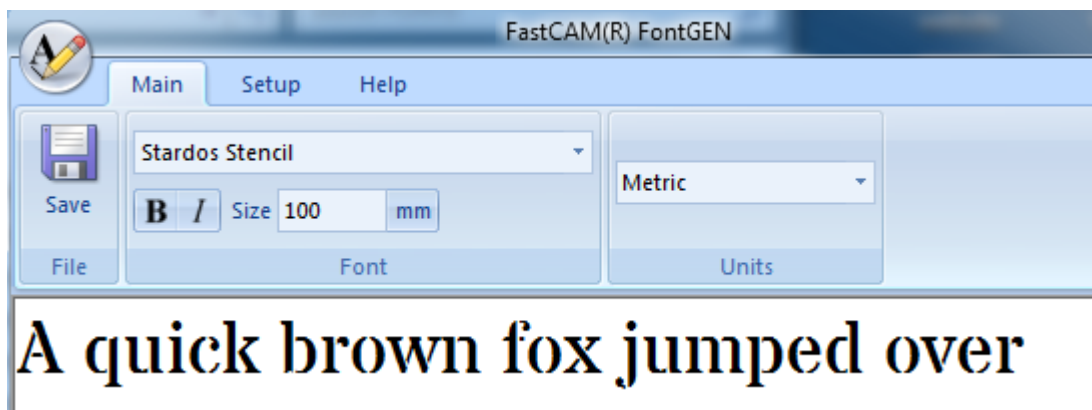 FastCAM(R) FontGEN
Main Setup Help
Stardos Stencil
Metric
Save
B I Size 100 mm
File Font Units
A quick brown fox jumped over